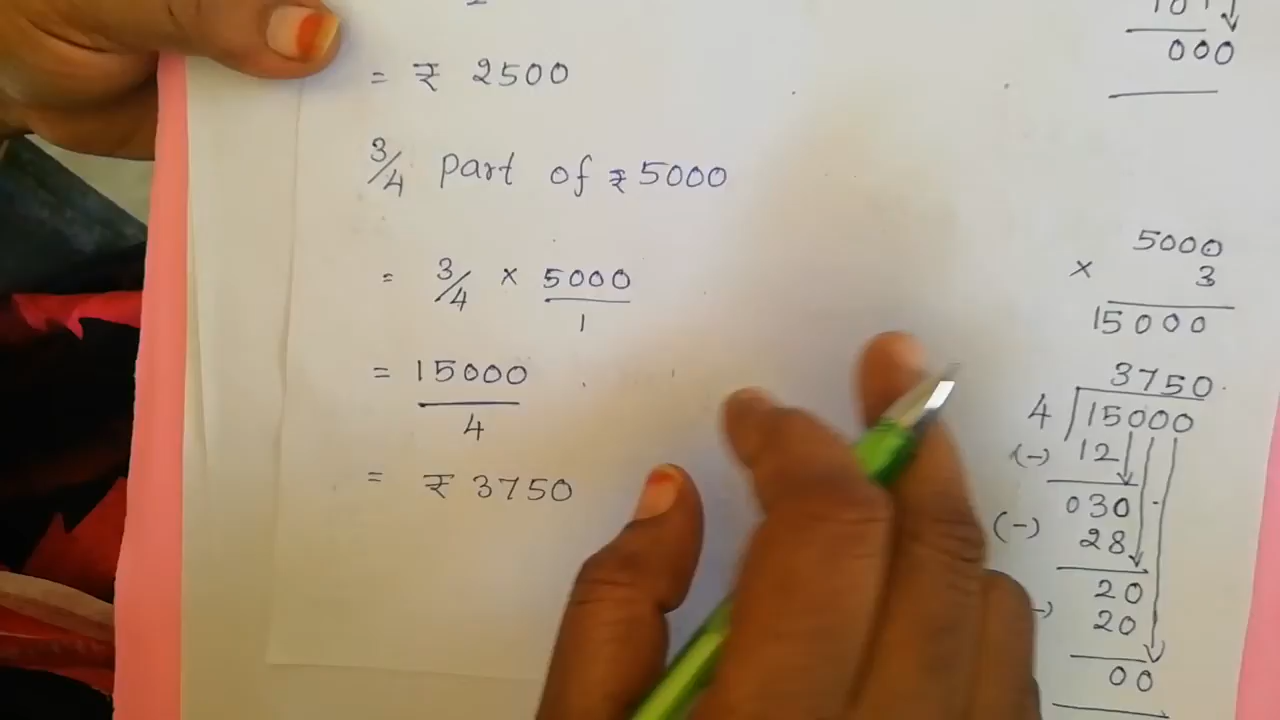 = ₹ 2500
3/4 Part of ₹ 5000
= 3/4 × 5000
1
= 15000
4
= ₹ 3750
000
5000
× 3
15000
3750
4 ) 15000
(-) 12
030
(-) 28
20
20
00